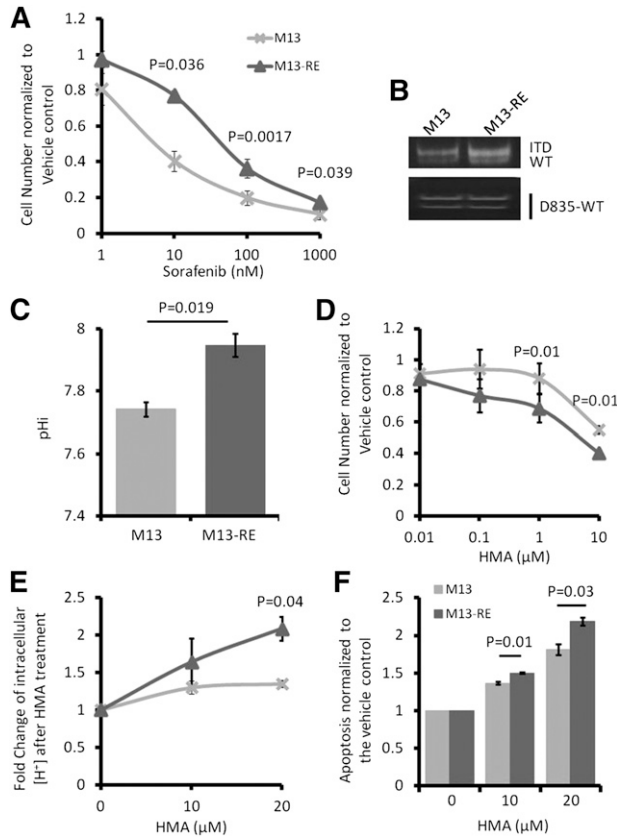 A
Cell Number normalized to
Vehicle control
1.2
1
0.8
0.6
0.4
0.2
0
M13
M13-RE
P=0.036
P=0.0017
P=0.039
1 10 100 1000
Sorafenib (nM)
B
M13 M13-RE
ITD
WT
D835-WT
C
P=0.019
pHi
8
7.8
7.6
7.4
M13 M13-RE
D
Cell Number normalized to
Vehicle control
1.2
1
0.8
0.6
0.4
0.2
0
P=0.01
P=0.01
0.01 0.1 1 10
HMA (μM)
E
Fold Change of intracellular
[H+] after HMA treatment
2.5
2
1.5
1
0.5
0
P=0.04
0 10 20
HMA (μM)
F
Apoptosis normalized to
the vehicle control
2.5
2
1.5
1
0.5
0
M13
M13-RE
P=0.01
P=0.03
0 10 20
HMA (μM)